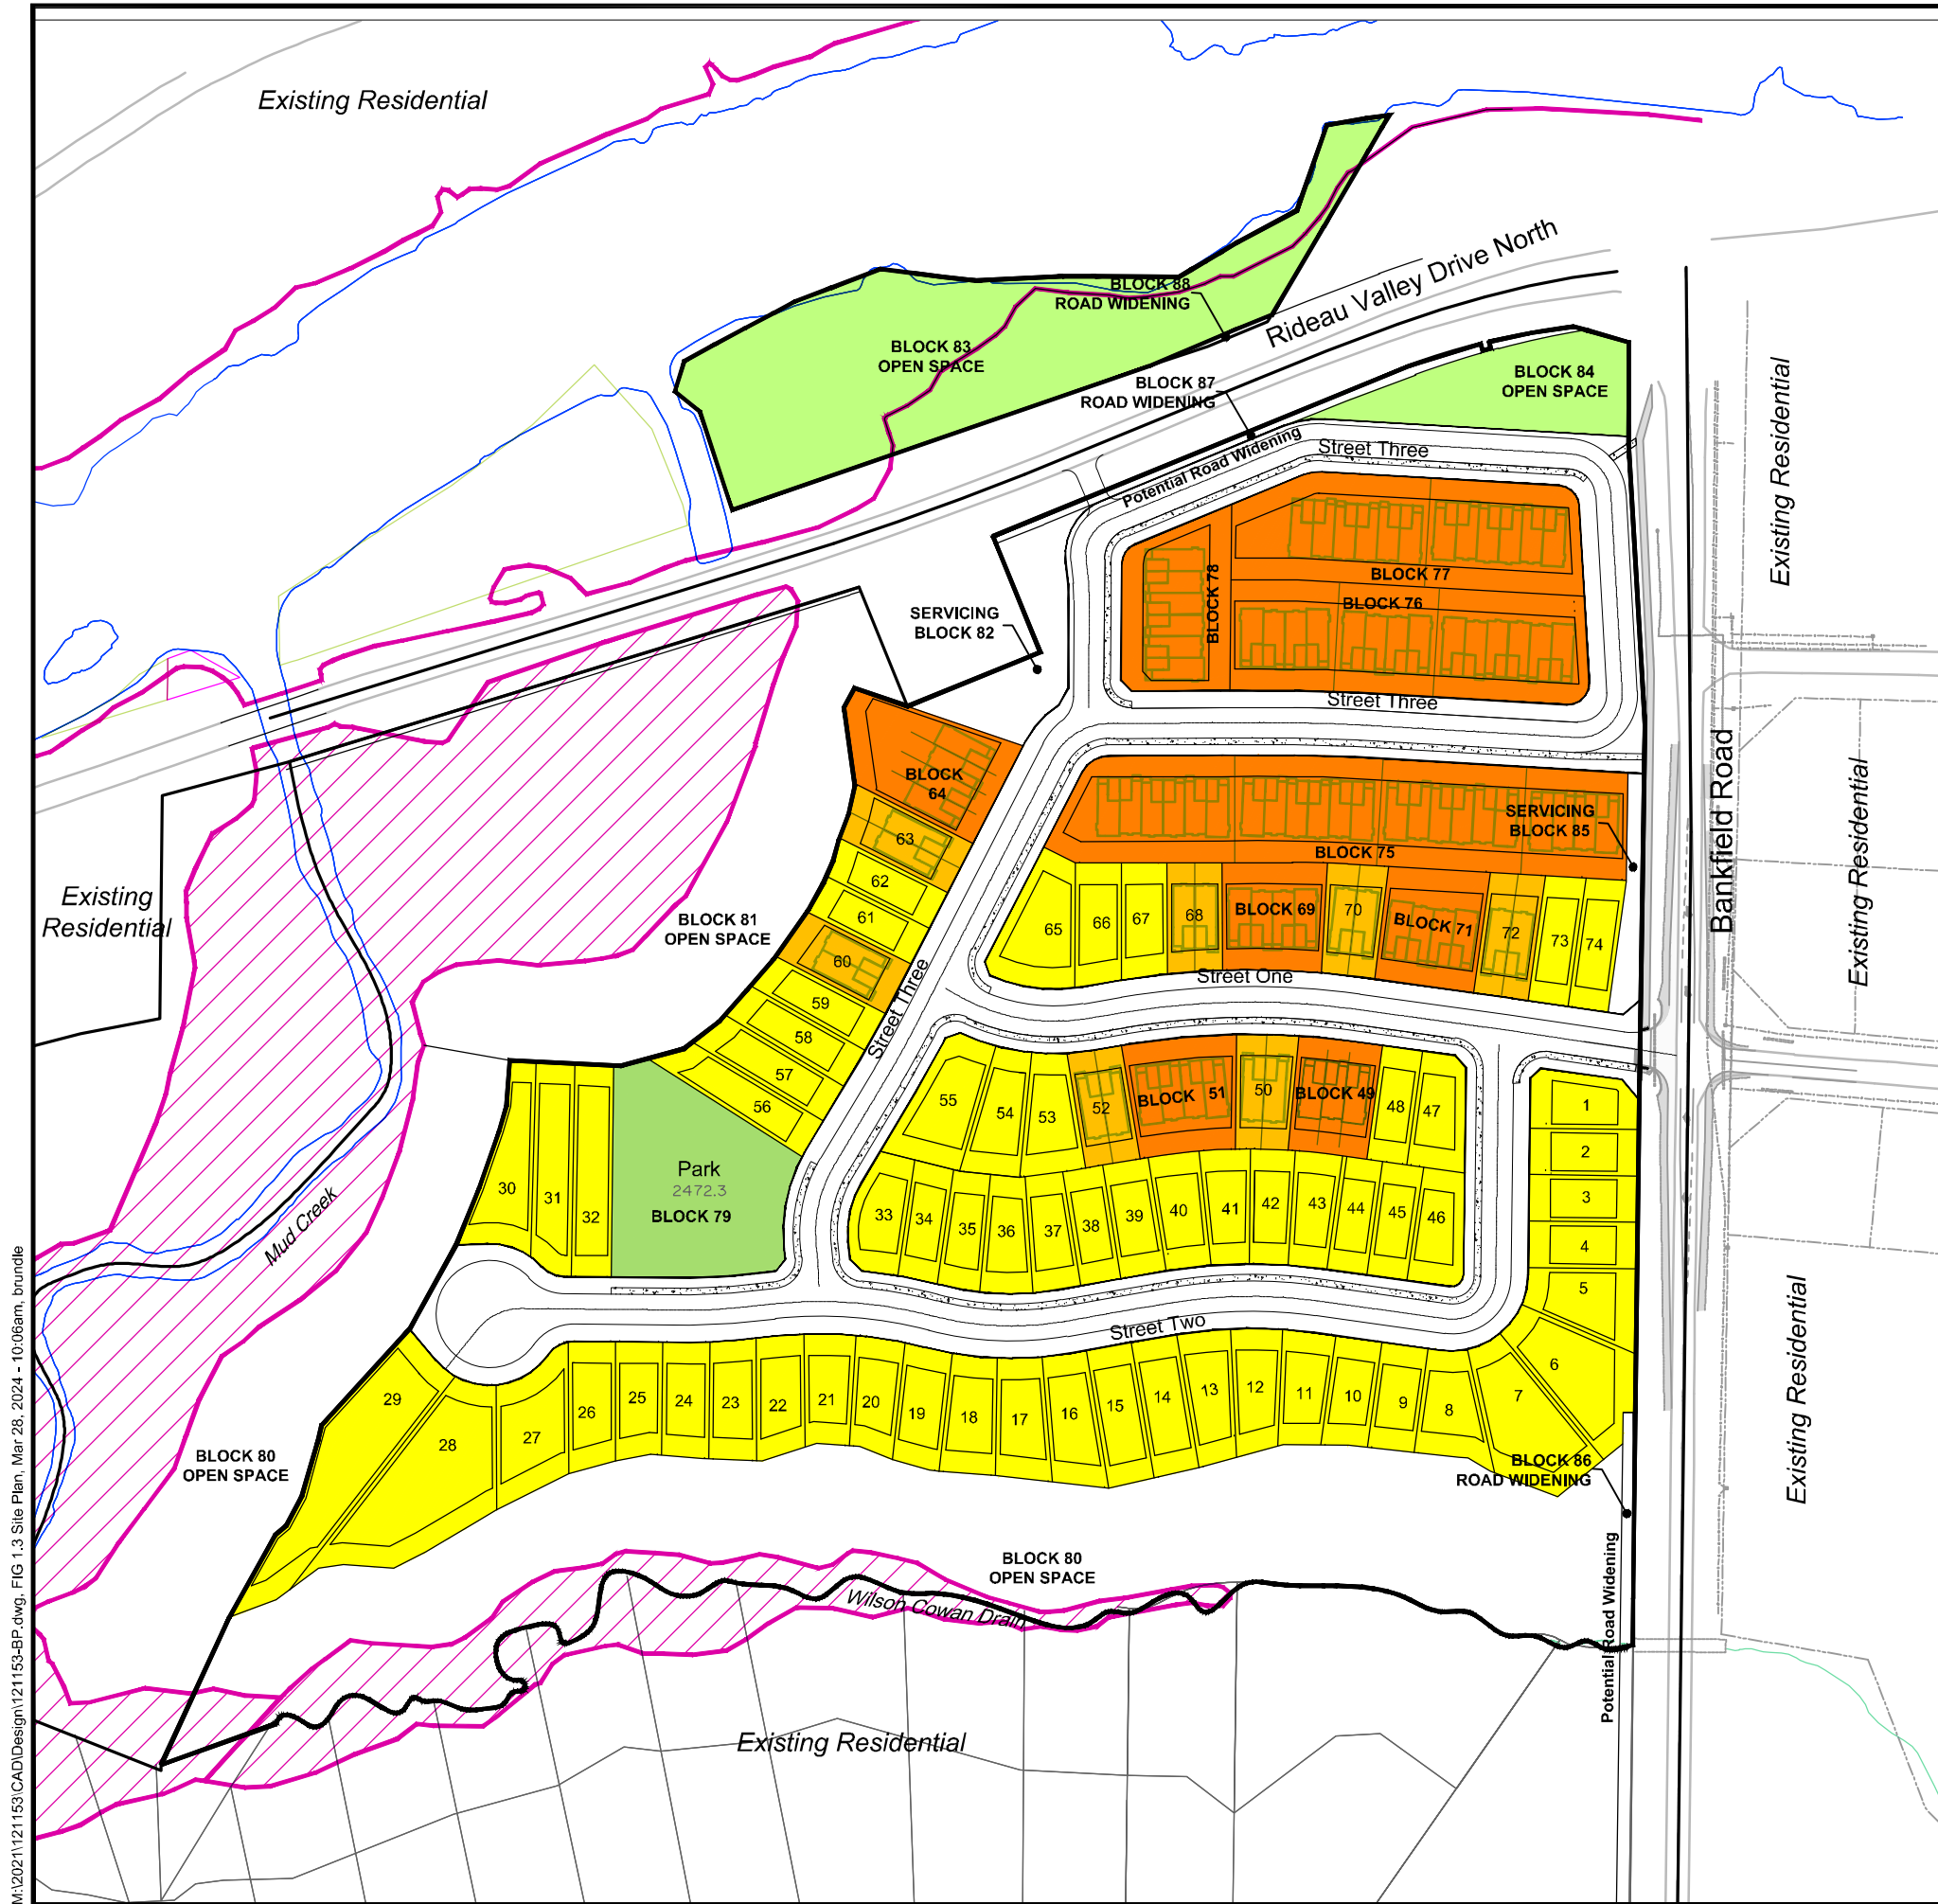 Existing Residential
Rideau Valley Drive North
BLOCK 88
ROAD WIDENING
BLOCK 83
OPEN SPACE
BLOCK 87
ROAD WIDENING
BLOCK 84
OPEN SPACE
Potential Road Widening
Street Three
Existing Residential
BLOCK 77
BLOCK 76
BLOCK 78
SERVICING
BLOCK 82
Street Three
BLOCK
64
63
62
61
60
59
58
57
56
BLOCK 81
OPEN SPACE
Existing
Residential
SERVICING
BLOCK 85
BLOCK 75
65
66
67
68
BLOCK 69
70
BLOCK 71
72
73
74
Bankfield Road
Existing Residential
Street One
Street Three
55
54
53
52
BLOCK 51
50
BLOCK 49
48
47
1
2
3
4
5
6
7
30
31
32
Park
2472.3
BLOCK 79
33
34
35
36
37
38
39
40
41
42
43
44
45
46
Mud Creek
Street Two
Existing Residential
29
28
27
26
25
24
23
22
21
20
19
18
17
16
15
14
13
12
11
10
9
8
BLOCK 80
OPEN SPACE
BLOCK 86
ROAD WIDENING
BLOCK 80
OPEN SPACE
Wilson Cowan Drain
Potential Road Widening
Existing Residential
M:\2021\121153\CAD\Design\121153-BP.dwg, FIG 1.3 Site Plan, Mar 28, 2024 - 10:06am, brundle